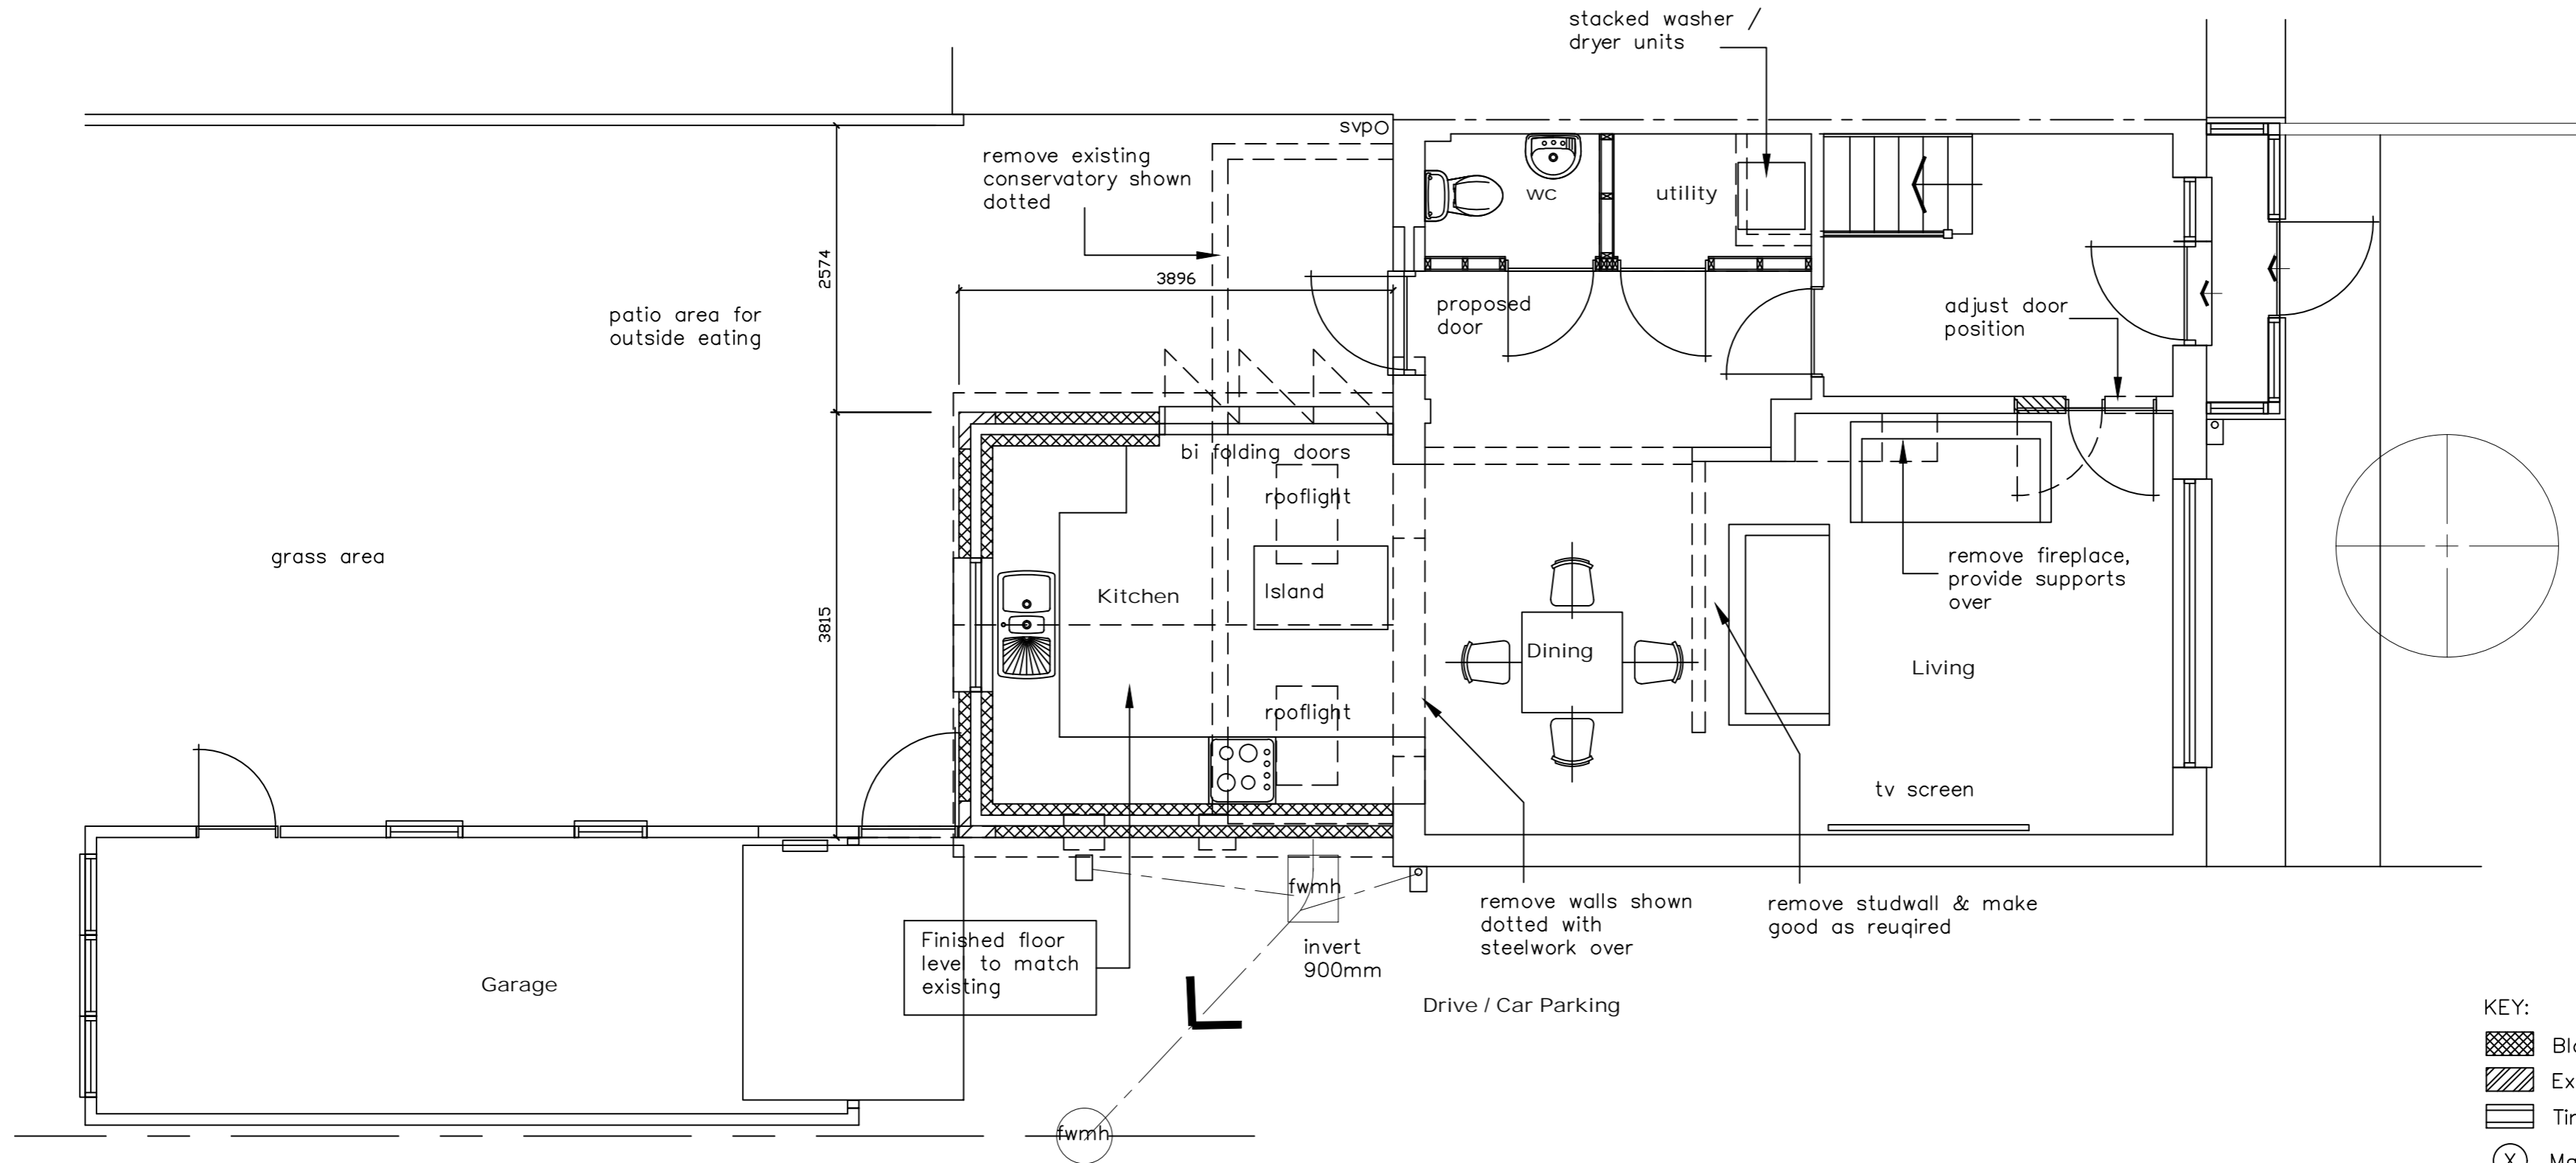 stacked washer /
dryer units
svp
remove existing
conservatory shown
dotted
wc
utility
2574
3896
proposed
door
adjust door
position
patio area for
outside eating
bi folding doors
rooflight
grass area
Kitchen
Island
remove fireplace,
provide supports
over
3815
Dining
Living
rooflight
tv screen
fwmh
remove walls shown
dotted with
steelwork over
remove studwall & make
good as reuqired
Finished floor
level to match
existing
invert
900mm
Garage
Drive / Car Parking
KEY:
X
fwmh